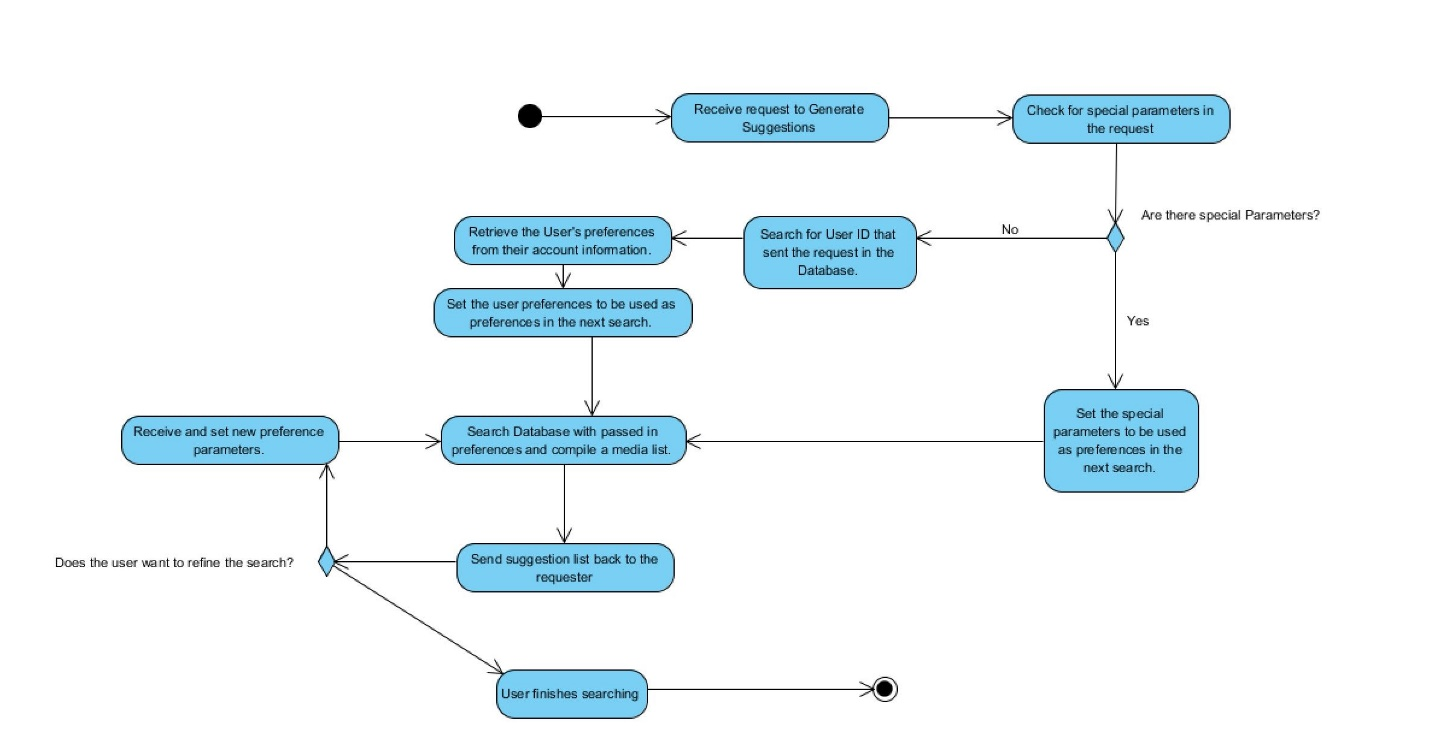 Receive request to Generate
Suggestions
Check for special parameters in
the request
Are there special Parameters?
No
Search for User ID that
sent the request in the
Database.
Retrieve the User's preferences
from their account information.
Set the user preferences to be used as
preferences in the next search.
Yes
Set the special
parameters to be used
as preferences in the
next search.
Receive and set new preference
parameters.
Search Database with passed in
preferences and compile a media list.
Does the user want to refine the search?
Send suggestion list back to the
requester
User finishes searching